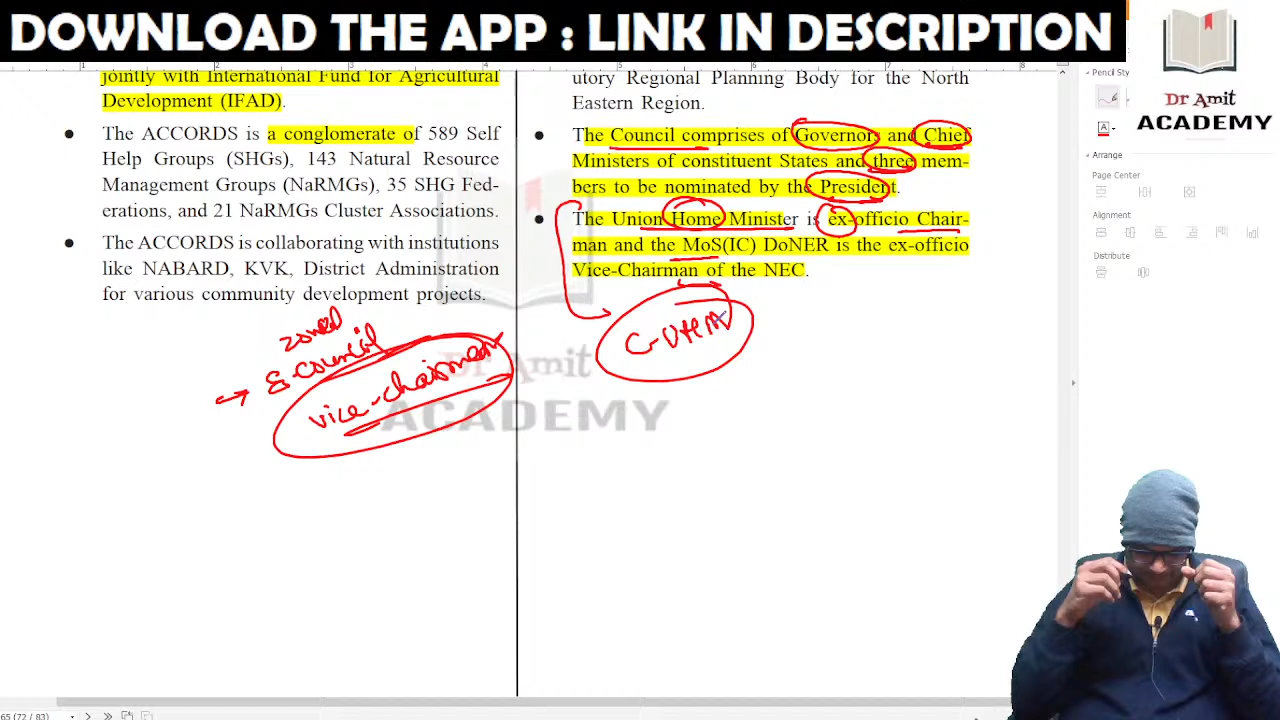 DOWNLOAD THE APP : LINK IN DESCRIPTION
jointly with International Fund for Agricultural
Development (IFAD).
● The ACCORDS is a conglomerate of 589 Self
Help Groups (SHGs), 143 Natural Resource
Management Groups (NaRMGs), 35 SHG Fed-
erations, and 21 NaRMGs Cluster Associations.
● The ACCORDS is collaborating with institutions
like NABARD, KVK, District Administration
for various community development projects.
zonal
→ & council
vice-chairman
utory Regional Planning Body for the North
Eastern Region.
● The Council comprises of Governors and Chief
Ministers of constituent States and three mem-
bers to be nominated by the President.
● The Union Home Minister is ex-officio Chair-
man and the MoS(IC) DoNER is the ex-officio
Vice-Chairman of the NEC.
C-UHM
Dr Amit
ACADEMY
Dr Amit
ACADEMY
Pencil Sty
Arrange
Page Center
Alignment
Distribute
65 (72 / 83)